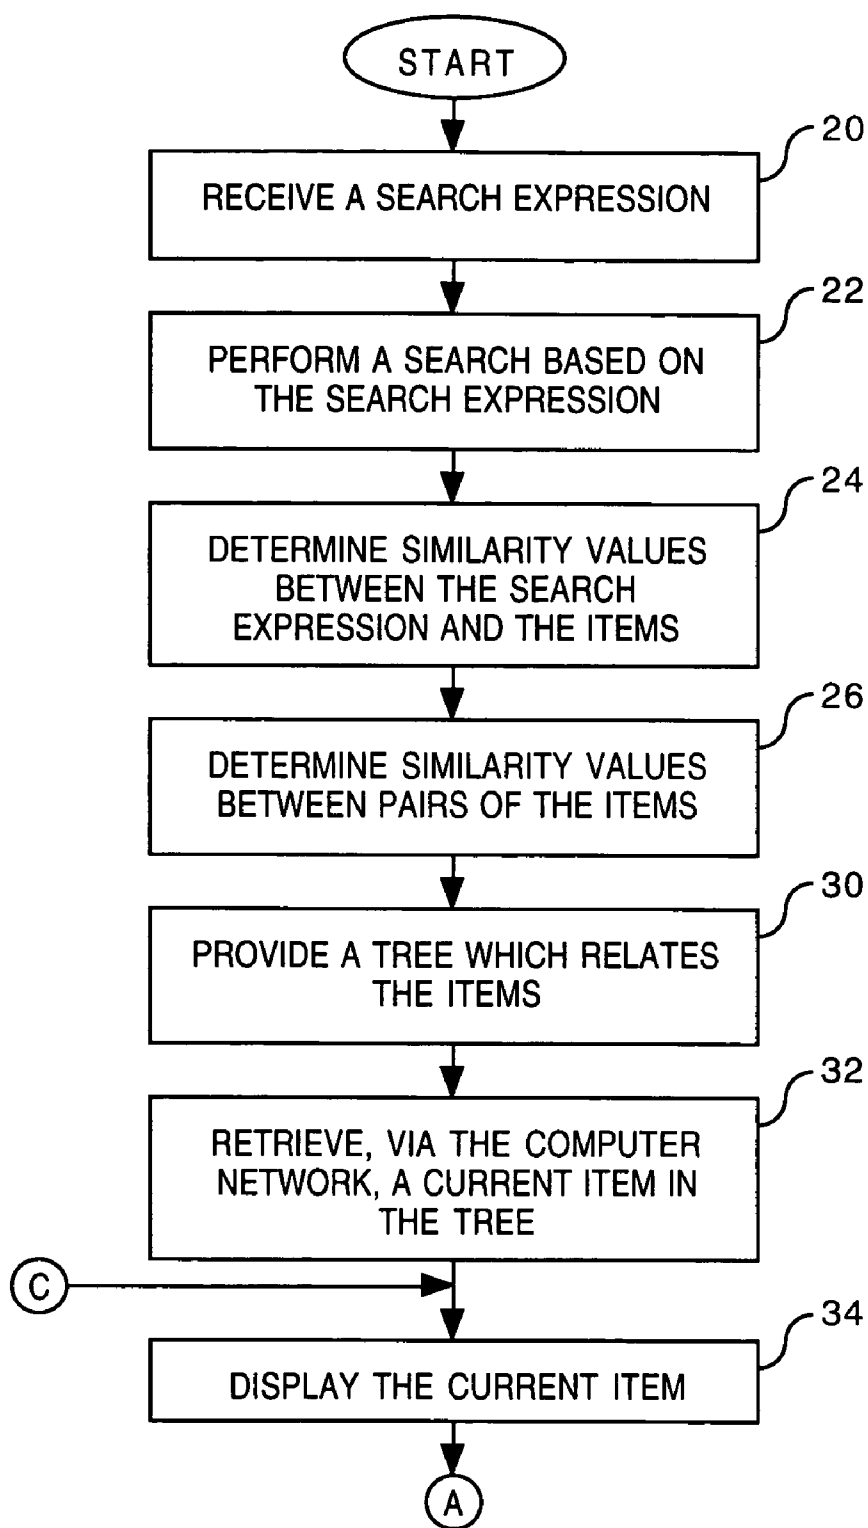 START
20
RECEIVE A SEARCH EXPRESSION
22
PERFORM A SEARCH BASED ON
THE SEARCH EXPRESSION
24
DETERMINE SIMILARITY VALUES
BETWEEN THE SEARCH
EXPRESSION AND THE ITEMS
26
DETERMINE SIMILARITY VALUES
BETWEEN PAIRS OF THE ITEMS
30
PROVIDE A TREE WHICH RELATES
THE ITEMS
32
RETRIEVE, VIA THE COMPUTER
NETWORK, A CURRENT ITEM IN
THE TREE
C
34
DISPLAY THE CURRENT ITEM
A